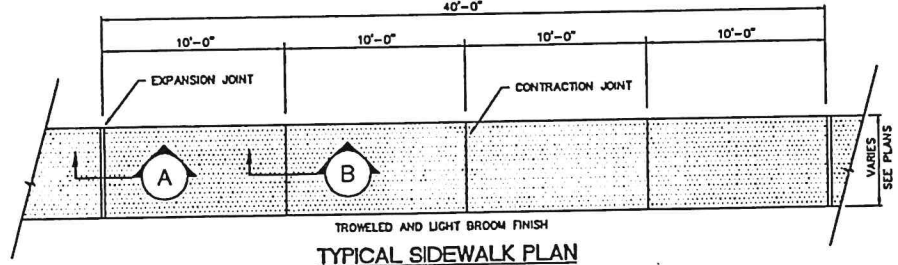 40'-0"
10'-0" 10'-0" 10'-0" 10'-0"
EXPANSION JOINT
CONTRACTION JOINT
A
B
VARIES
SEE PLANS
TROWELED AND LIGHT BROOM FINISH
TYPICAL SIDEWALK PLAN